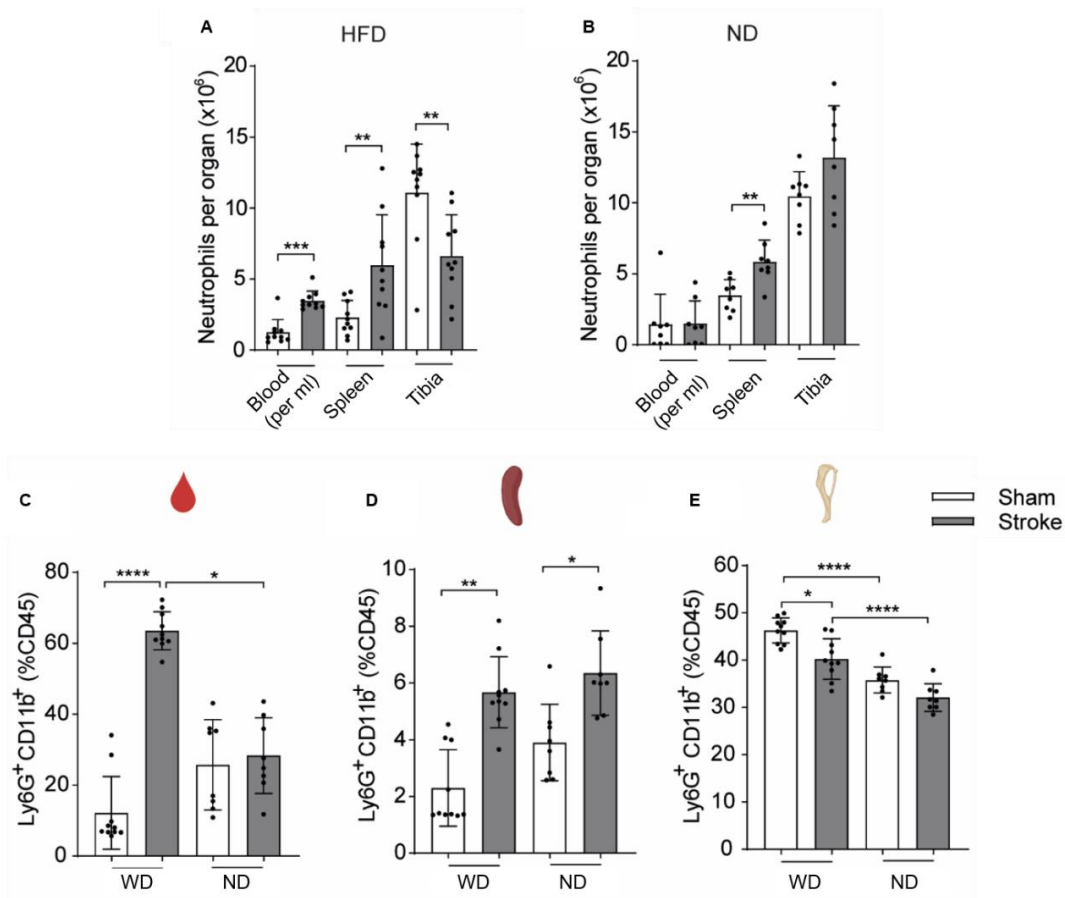 A
HFD
Neutrophils per organ (x10⁶)
20
15
10
5
0
***
**
**
Blood
(per ml)
Spleen
Tibia
B
ND
Neutrophils per organ (x10⁶)
20
15
10
5
0
**
Blood
(per ml)
Spleen
Tibia
C
Ly6G⁺ CD11b⁺ (%CD45)
80
60
40
20
0
****
*
WD
ND
D
Ly6G⁺ CD11b⁺ (%CD45)
10
8
6
4
2
0
**
*
WD
ND
E
Ly6G⁺ CD11b⁺ (%CD45)
60
50
40
30
20
10
0
****
*
****
WD
ND
Sham
Stroke